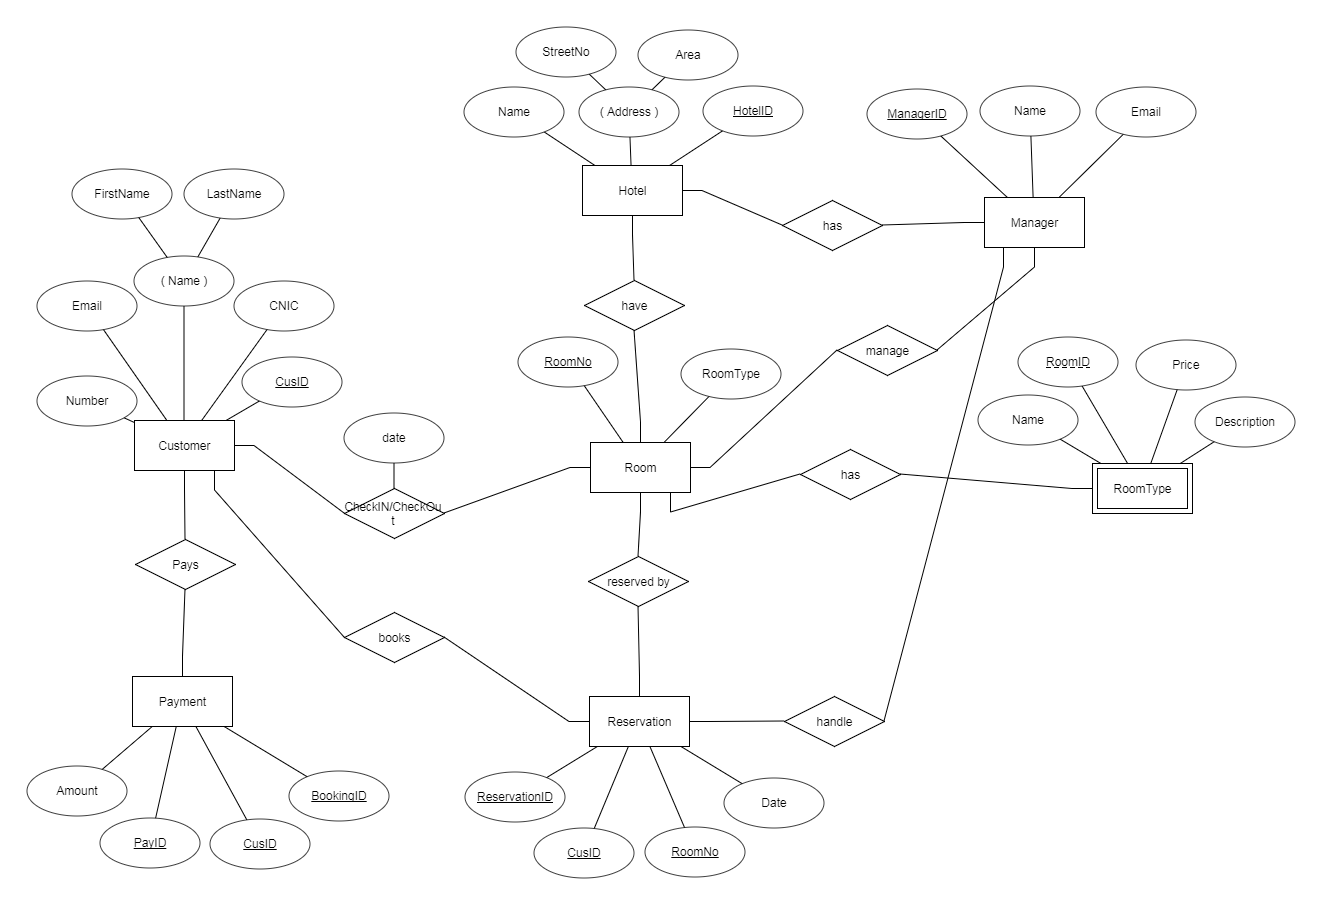 StreetNo
Area
Name
( Address )
HotelID
ManagerID
Name
Email
Hotel
has
Manager
FirstName
LastName
( Name )
Email
CNIC
have
RoomNo
RoomType
manage
RoomID
Price
CusID
Number
Customer
date
Room
Name
Description
has
RoomType
CheckIN/CheckOu
t
Pays
reserved by
books
Payment
Reservation
handle
Amount
BookingID
PayID
CusID
ReservationID
Date
CusID
RoomNo